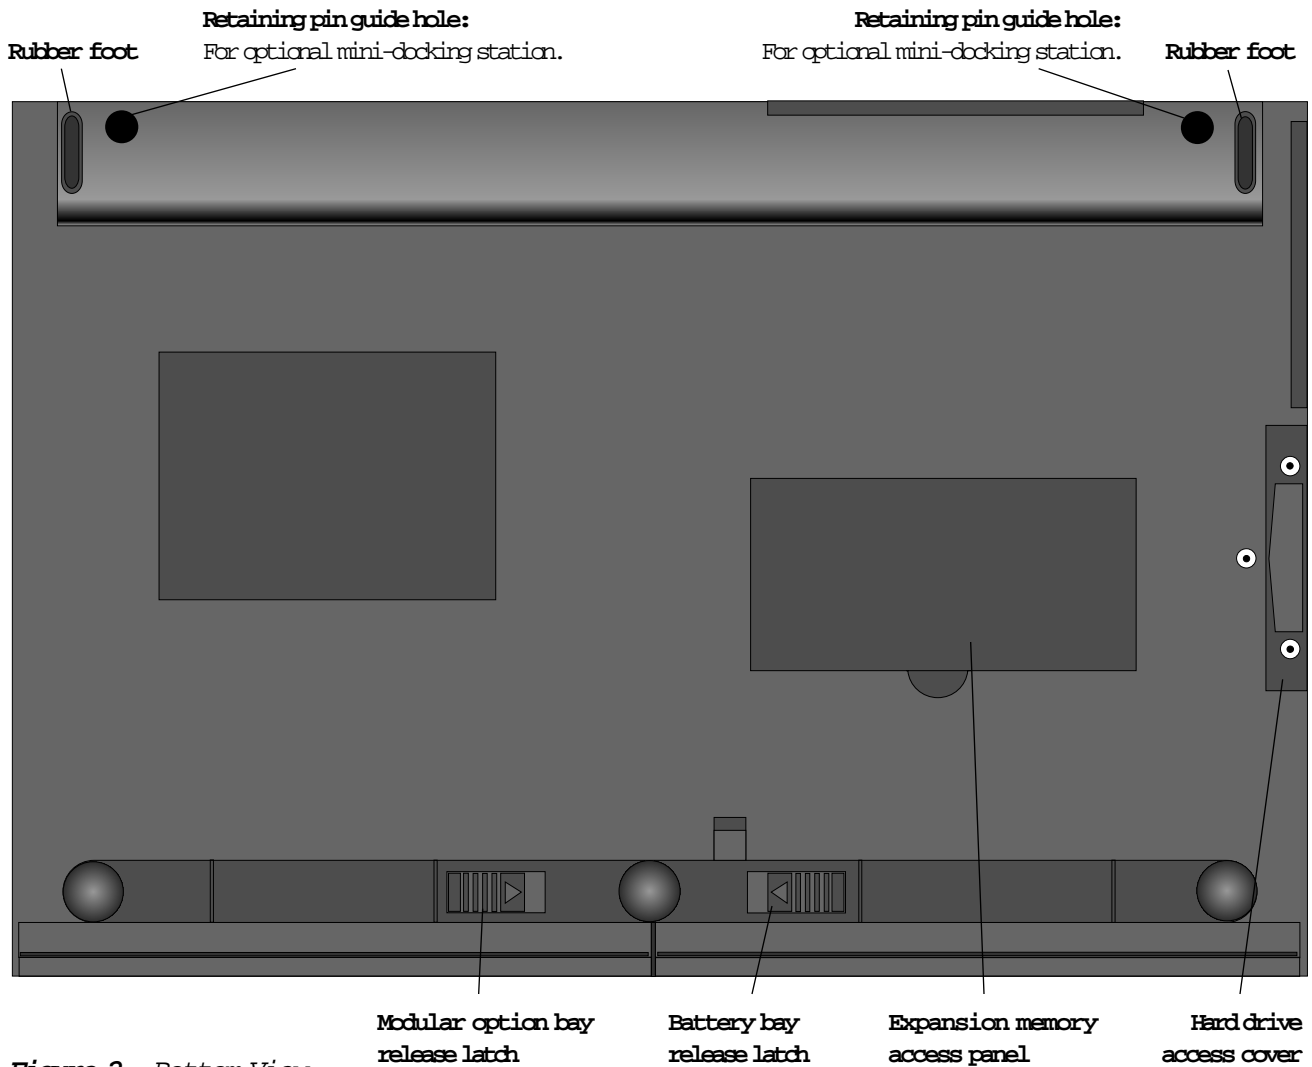 Retaining pin guide hole:
For optional mini-docking station.
Rubber foot
Retaining pin guide hole:
For optional mini-docking station.
Rubber foot
Modular option bay
release latch
Battery bay
release latch
Expansion memory
access panel
Hard drive
access cover
Bottom View